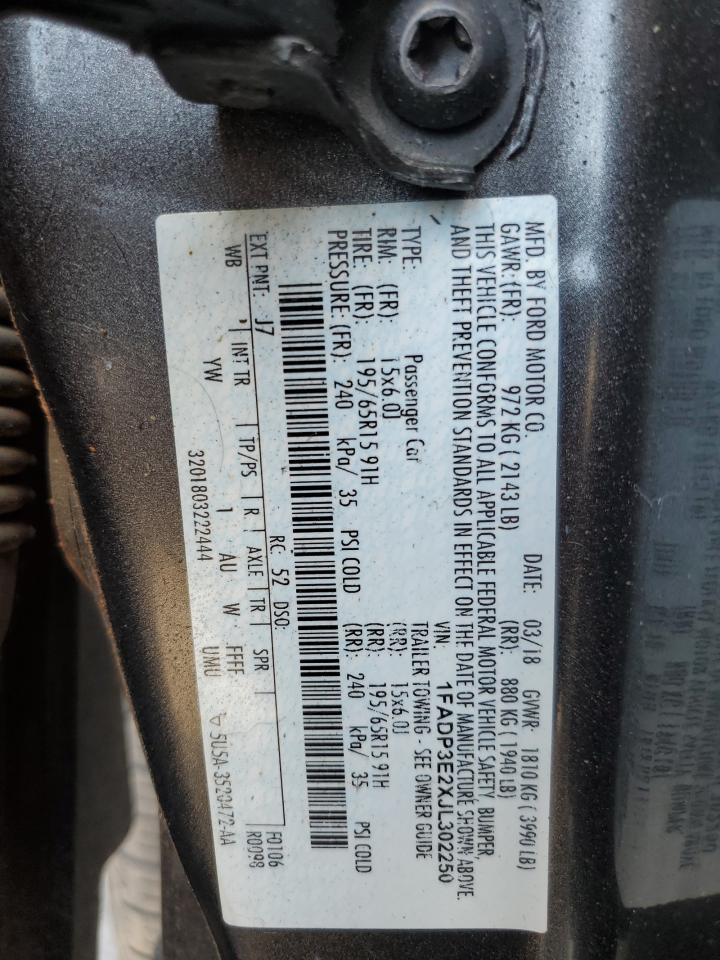 MFD. BY FORD MOTOR CO. DATE: 03/18 GVWR: 1810 KG ( 3990 LB)
GAWR: (FR): 972 KG ( 2143 LB) (RR): 880 KG ( 1940 LB)
THIS VEHICLE CONFORMS TO ALL APPLICABLE FEDERAL MOTOR VEHICLE SAFETY, BUMPER,
AND THEFT PREVENTION STANDARDS IN EFFECT ON THE DATE OF MANUFACTURE SHOWN ABOVE.
VIN: 1FADP3E2XJL302250
TYPE: Passenger Car TRAILER TOWING - SEE OWNER GUIDE
RIM: (FR): 15x6.0J (RR): 15x6.0J
TIRE: (FR): 195/65R15 91H (RR): 195/65R15 91H
PRESSURE: (FR): 240 kPa/ 35 PSI COLD (RR): 240 kPa/ 35 PSI COLD
RC: 52 DSO: F0106
EXT PNT: J7 R0098
WB INT TR TP/PS R AXLE TR SPR
YW 1 AU W FFFF
UMU
3201803222444 5U5A-3520472-AA